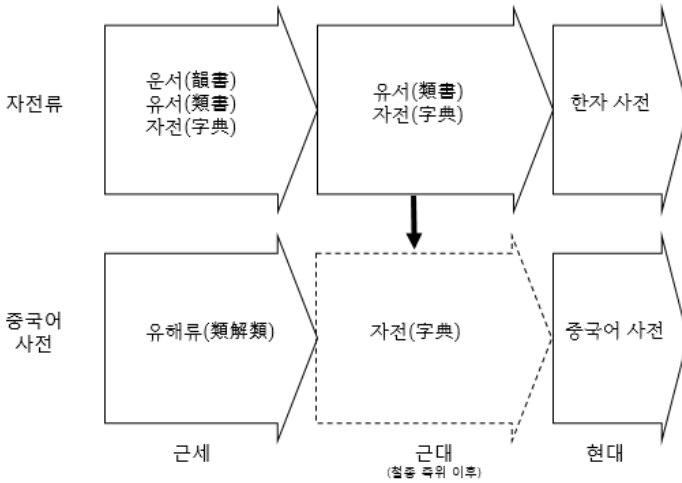 자전류
운서(韻書)
유서(類書)
자전(字典)
유서(類書)
자전(字典)
한자 사전
중국어
사전
유해류(類解類)
자전(字典)
중국어 사전
근세
근대
(철종 즉위 이후)
현대